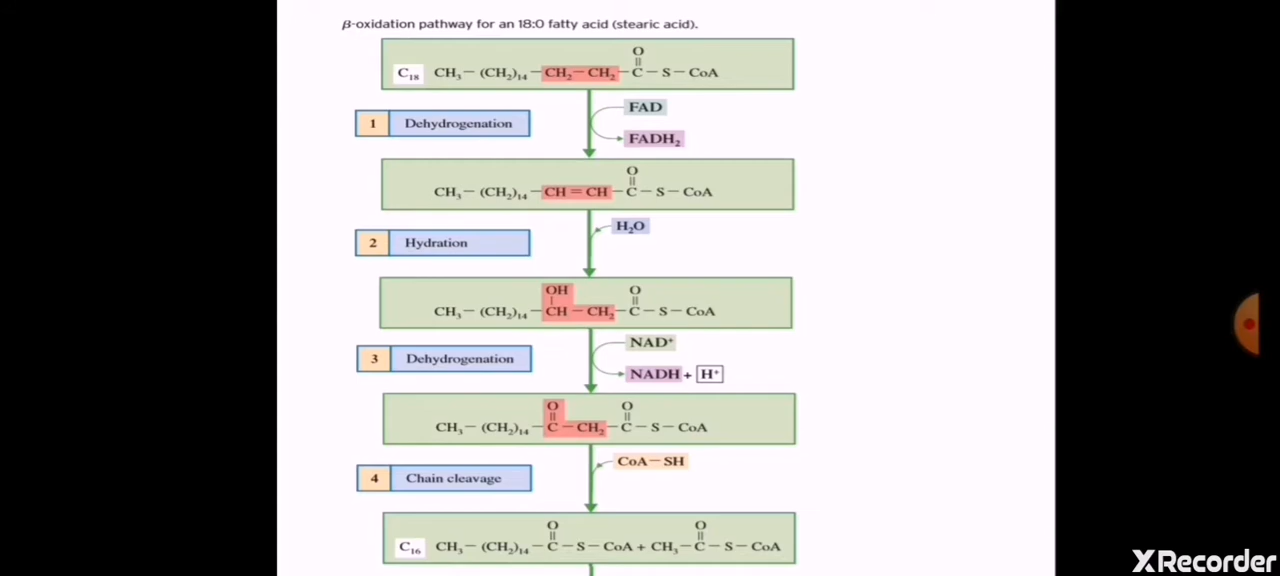 β-oxidation pathway for an 18:0 fatty acid (stearic acid).
O
||
C₁₈ CH₃ — (CH₂)₁₄ — CH₂ — CH₂ — C — S — CoA
FAD
1 Dehydrogenation
FADH₂
O
||
CH₃ — (CH₂)₁₄ — CH = CH — C — S — CoA
H₂O
2 Hydration
OH O
| ||
CH₃ — (CH₂)₁₄ — CH — CH₂ — C — S — CoA
NAD⁺
3 Dehydrogenation
NADH + H⁺
O O
|| ||
CH₃ — (CH₂)₁₄ — C — CH₂ — C — S — CoA
CoA — SH
4 Chain cleavage
O O
|| ||
C₁₆ CH₃ — (CH₂)₁₄ — C — S — CoA + CH₃ — C — S — CoA
XRecorder